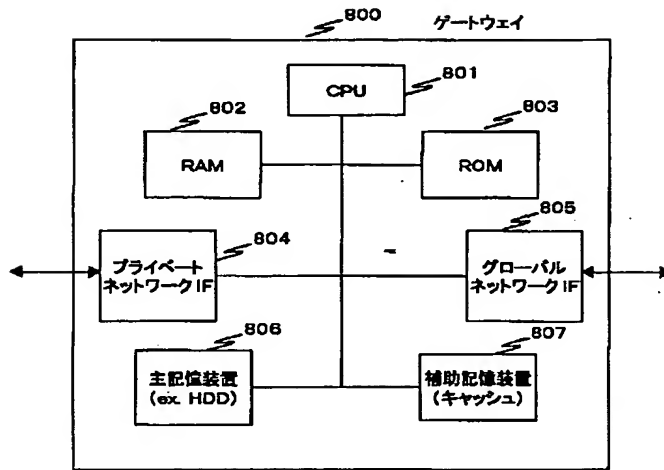 800
ゲートウェイ
801
CPU
802
803
RAM
ROM
804
805
プライベート
ネットワークIF
グローバル
ネットワークIF
806
807
主記憶装置
(ex. HDD)
補助記憶装置
(キャッシュ)